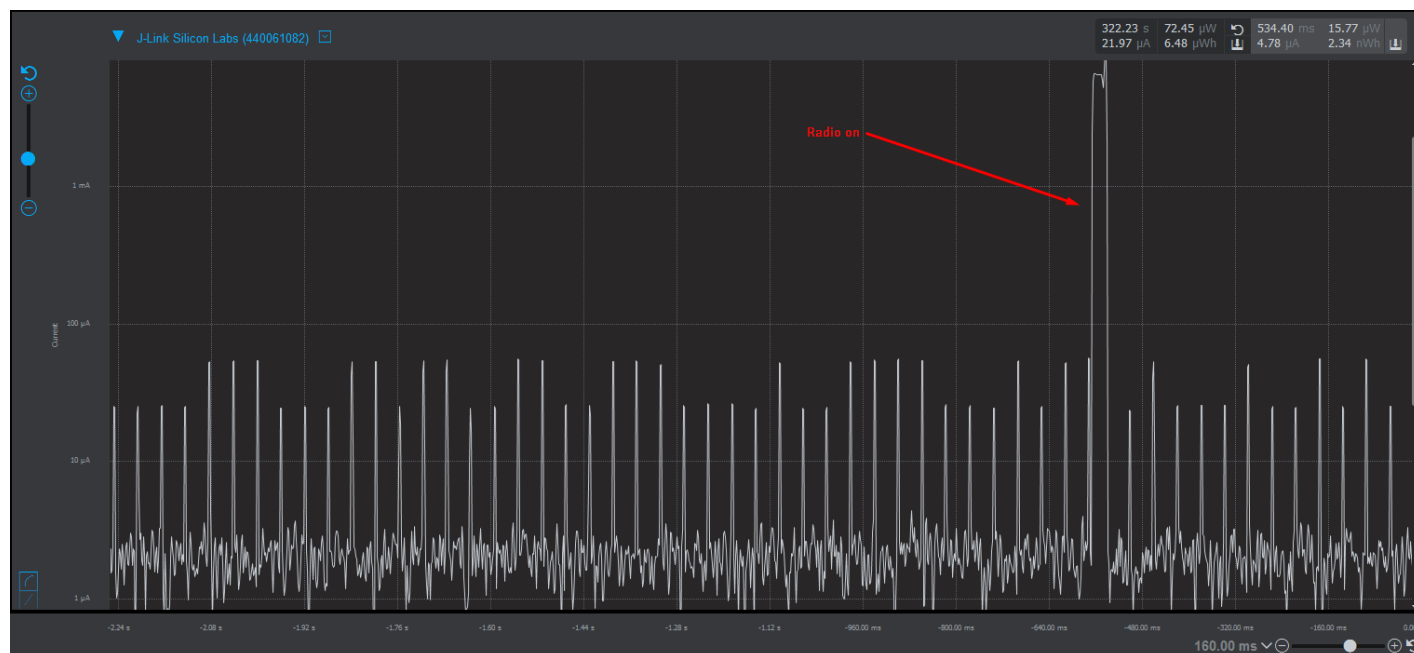 J-Link Silicon Labs (440061082)
322.23 s 72.45 µW 534.40 ms 15.77 µW
21.97 µA 6.48 µWh 4.78 µA 2.34 nWh
Radio on
1 mA
100 µA
Current
10 µA
1 µA
-2.24 s -2.08 s -1.92 s -1.76 s -1.60 s -1.44 s -1.28 s -1.12 s -960.00 ms -800.00 ms -640.00 ms -480.00 ms -320.00 ms -160.00 ms 0.0
160.00 ms